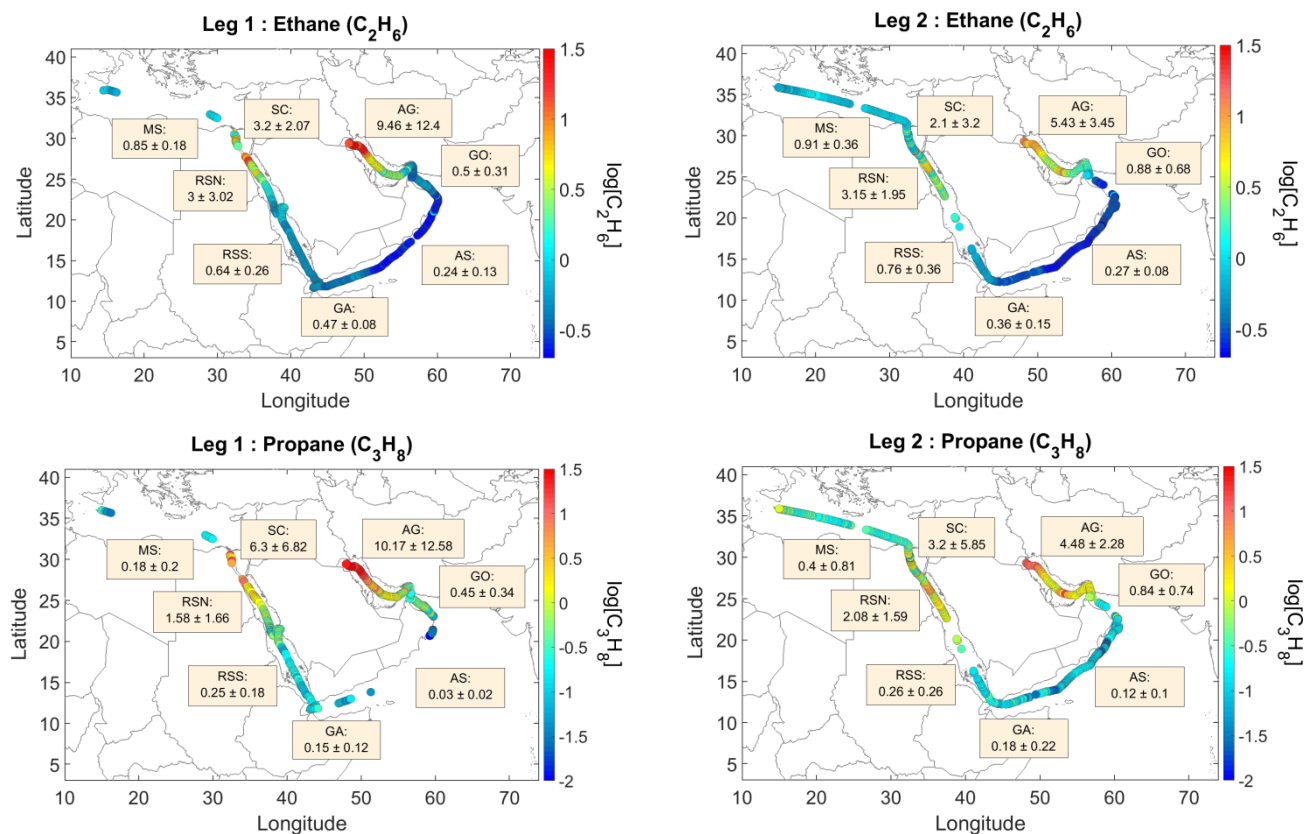 Leg 1 : Ethane (C₂H₆)
40
35
30
25
20
15
10
5
Latitude
10
20
30
40
50
60
70
Longitude
MS:
0.85 ± 0.18
SC:
3.2 ± 2.07
AG:
9.46 ± 12.4
GO:
0.5 ± 0.31
RSN:
3 ± 3.02
RSS:
0.64 ± 0.26
AS:
0.24 ± 0.13
GA:
0.47 ± 0.08
1.5
1
0.5
0
-0.5
log[C₂H₆]
Leg 2 : Ethane (C₂H₆)
40
35
30
25
20
15
10
5
Latitude
10
20
30
40
50
60
70
Longitude
MS:
0.91 ± 0.36
SC:
2.1 ± 3.2
AG:
5.43 ± 3.45
GO:
0.88 ± 0.68
RSN:
3.15 ± 1.95
RSS:
0.76 ± 0.36
AS:
0.27 ± 0.08
GA:
0.36 ± 0.15
1.5
1
0.5
0
-0.5
log[C₂H₆]
Leg 1 : Propane (C₃H₈)
40
35
30
25
20
15
10
5
Latitude
10
20
30
40
50
60
70
Longitude
MS:
0.18 ± 0.2
SC:
6.3 ± 6.82
AG:
10.17 ± 12.58
GO:
0.45 ± 0.34
RSN:
1.58 ± 1.66
RSS:
0.25 ± 0.18
AS:
0.03 ± 0.02
GA:
0.15 ± 0.12
1.5
1
0.5
0
-0.5
-1
-1.5
-2
log[C₃H₈]
Leg 2 : Propane (C₃H₈)
40
35
30
25
20
15
10
5
Latitude
10
20
30
40
50
60
70
Longitude
MS:
0.4 ± 0.81
SC:
3.2 ± 5.85
AG:
4.48 ± 2.28
GO:
0.84 ± 0.74
RSN:
2.08 ± 1.59
RSS:
0.26 ± 0.26
AS:
0.12 ± 0.1
GA:
0.18 ± 0.22
1.5
1
0.5
0
-0.5
-1
-1.5
-2
log[C₃H₈]